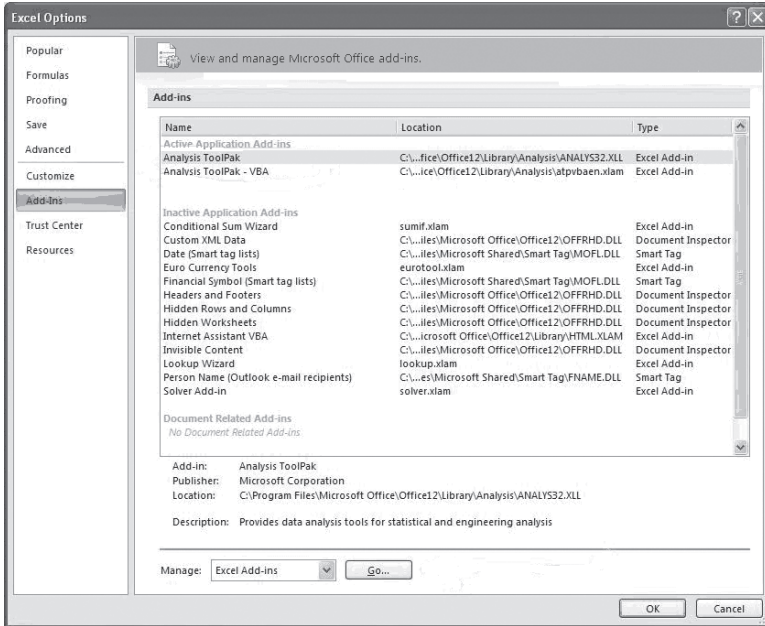 Excel Options
Popular
Formulas
Proofing
Save
Advanced
Customize
Add-Ins
Trust Center
Resources
View and manage Microsoft Office add-ins.
Add-ins
Name Location Type
Active Application Add-ins
Analysis ToolPak C:\...fice\Office12\Library\Analysis\ANALYS32.XLL Excel Add-in
Analysis ToolPak - VBA C:\...ice\Office12\Library\Analysis\atpvbaen.xlam Excel Add-in
Inactive Application Add-ins
Conditional Sum Wizard sumif.xlam Excel Add-in
Custom XML Data C:\...iles\Microsoft Office\Office12\OFFRHD.DLL Document Inspector
Date (Smart tag lists) C:\...iles\Microsoft Shared\Smart Tag\MOFL.DLL Smart Tag
Euro Currency Tools eurotool.xlam Excel Add-in
Financial Symbol (Smart tag lists) C:\...iles\Microsoft Shared\Smart Tag\MOFL.DLL Smart Tag
Headers and Footers C:\...iles\Microsoft Office\Office12\OFFRHD.DLL Document Inspector
Hidden Rows and Columns C:\...iles\Microsoft Office\Office12\OFFRHD.DLL Document Inspector
Hidden Worksheets C:\...iles\Microsoft Office\Office12\OFFRHD.DLL Document Inspector
Internet Assistant VBA C:\...icrosoft Office\Office12\Library\HTML.XLAM Excel Add-in
Invisible Content C:\...iles\Microsoft Office\Office12\OFFRHD.DLL Document Inspector
Lookup Wizard lookup.xlam Excel Add-in
Person Name (Outlook e-mail recipients) C:\...es\Microsoft Shared\Smart Tag\FNAME.DLL Smart Tag
Solver Add-in solver.xlam Excel Add-in
Document Related Add-ins
No Document Related Add-ins
Add-in: Analysis ToolPak
Publisher: Microsoft Corporation
Location: C:\Program Files\Microsoft Office\Office12\Library\Analysis\ANALYS32.XLL
Description: Provides data analysis tools for statistical and engineering analysis
Manage: Excel Add-ins Go...
OK Cancel